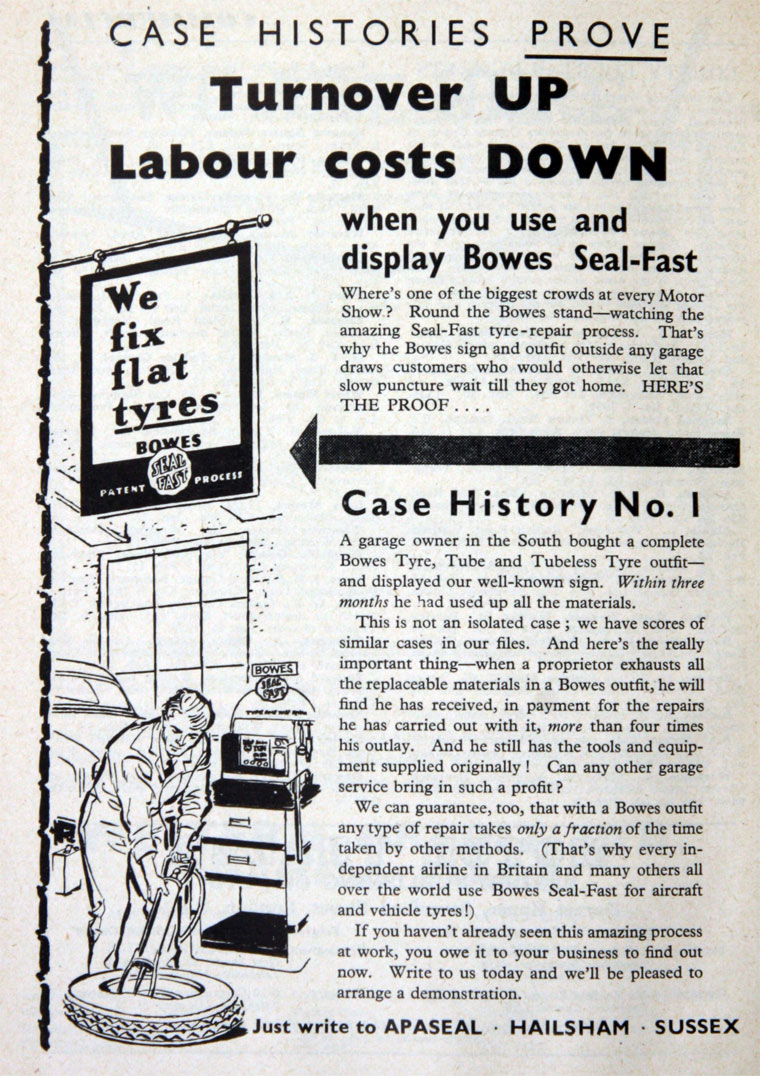 CASE HISTORIES PROVE
Turnover UP
Labour costs DOWN
when you use and
display Bowes Seal-Fast
Where's one of the biggest crowds at every Motor
Show? Round the Bowes stand—watching the
amazing Seal-Fast tyre-repair process. That's
why the Bowes sign and outfit outside any garage
draws customers who would otherwise let that
slow puncture wait till they got home. HERE'S
THE PROOF . . . .
We
fix
flat
tyres
BOWES
SEAL
FAST
PATENT PROCESS
Case History No. 1
A garage owner in the South bought a complete
Bowes Tyre, Tube and Tubeless Tyre outfit—
and displayed our well-known sign. Within three
months he had used up all the materials.
This is not an isolated case ; we have scores of
similar cases in our files. And here's the really
important thing—when a proprietor exhausts all
the replaceable materials in a Bowes outfit, he will
find he has received, in payment for the repairs
he has carried out with it, more than four times
his outlay. And he still has the tools and equip-
ment supplied originally ! Can any other garage
service bring in such a profit ?
We can guarantee, too, that with a Bowes outfit
any type of repair takes only a fraction of the time
taken by other methods. (That's why every in-
dependent airline in Britain and many others all
over the world use Bowes Seal-Fast for aircraft
and vehicle tyres!)
If you haven't already seen this amazing process
at work, you owe it to your business to find out
now. Write to us today and we'll be pleased to
arrange a demonstration.
BOWES
SEAL
FAST
Just write to APASEAL · HAILSHAM · SUSSEX